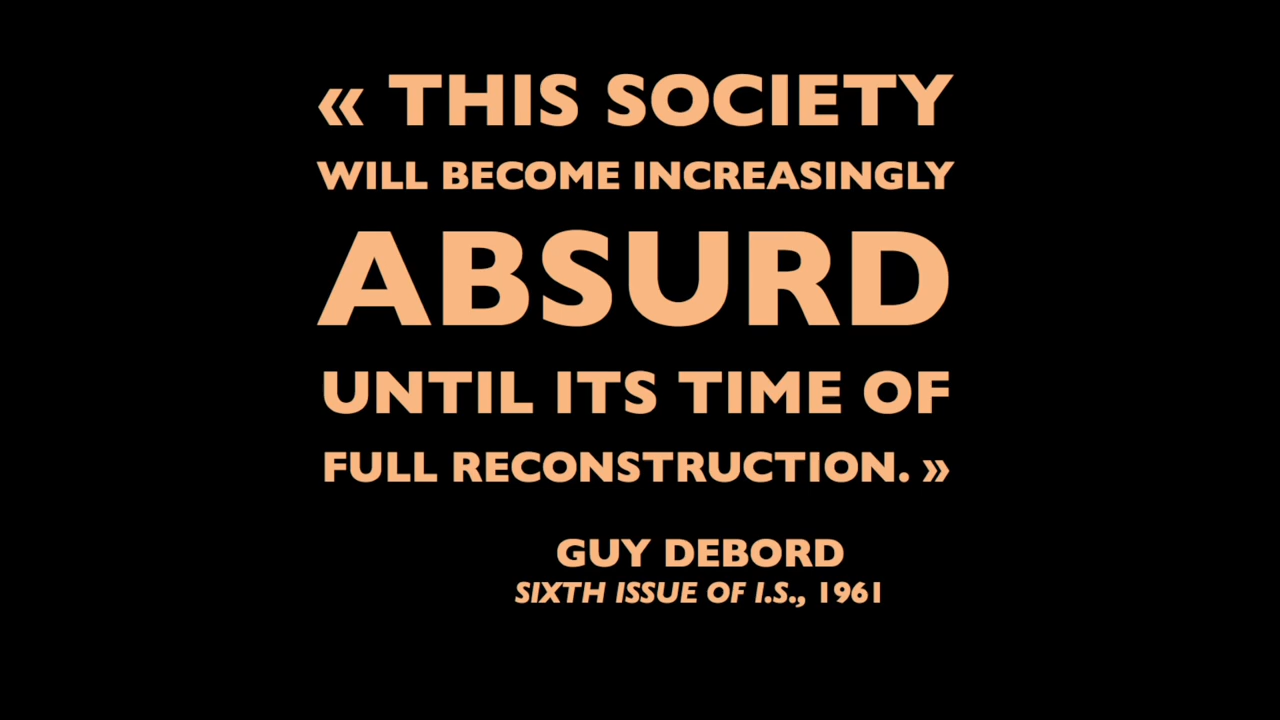 « THIS SOCIETY
WILL BECOME INCREASINGLY
ABSURD
UNTIL ITS TIME OF
FULL RECONSTRUCTION. »
GUY DEBORD
SIXTH ISSUE OF I.S., 1961